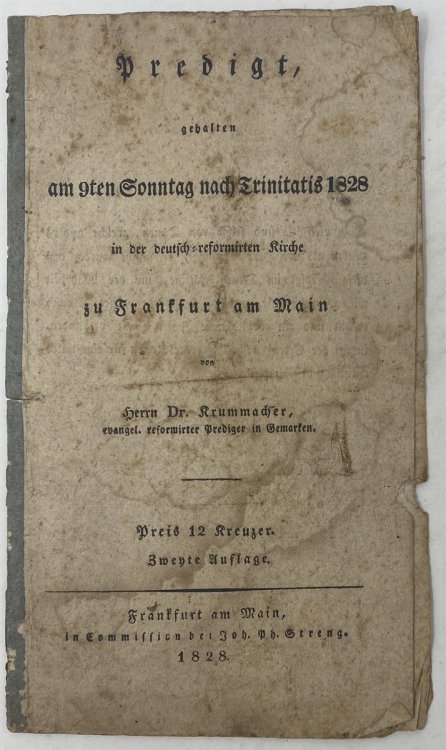 Predigt,
gehalten
am 9ten Sonntag nach Trinitatis 1828
in der deutsch-reformirten Kirche
zu Frankfurt am Main
von
Herrn Dr. Krummacher,
evangel. reformirter Prediger in Gemarken.
Preis 12 Kreuzer.
Zweyte Auflage.
Frankfurt am Main,
in Commission bei Joh. Ph. Streng.
1828.